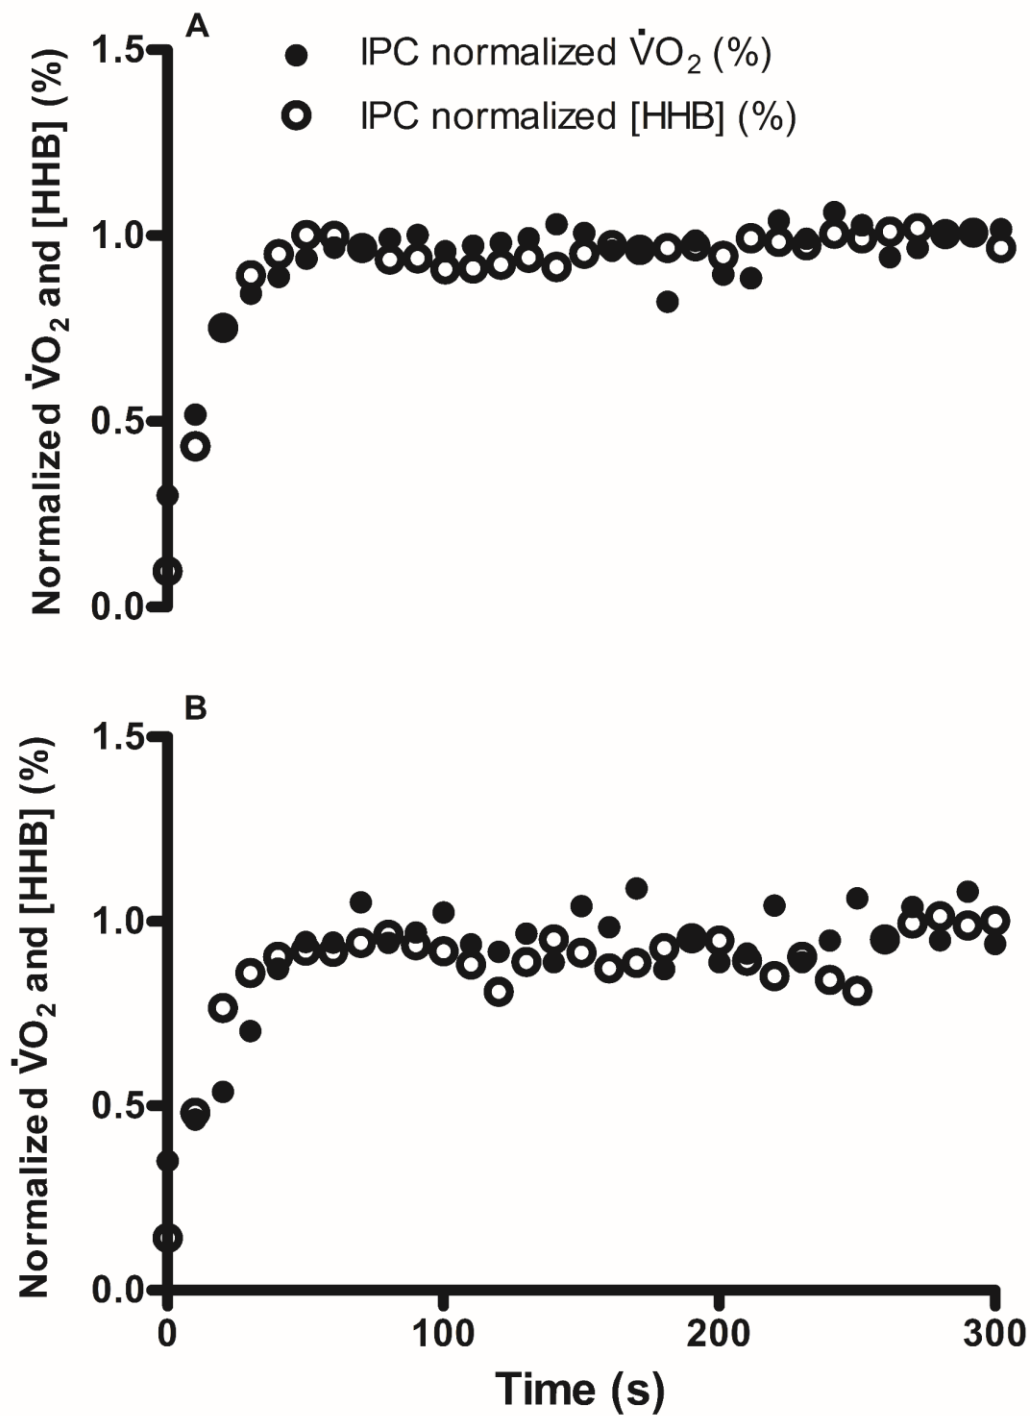 A
IPC normalized V̇O₂ (%)
IPC normalized [HHB] (%)
Normalized V̇O₂ and [HHB] (%)
1.5
1.0
0.5
0.0
B
Normalized V̇O₂ and [HHB] (%)
1.5
1.0
0.5
0.0
0 100 200 300
Time (s)